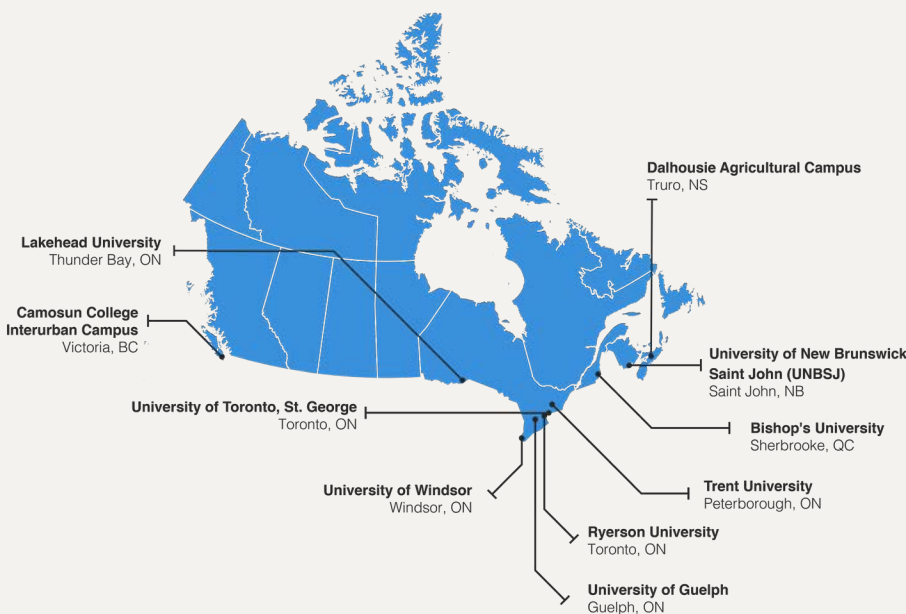 Dalhousie Agricultural Campus
Truro, NS
Lakehead University
Thunder Bay, ON
Camosun College
Interurban Campus
Victoria, BC
University of New Brunswick
Saint John (UNBSJ)
Saint John, NB
University of Toronto, St. George
Toronto, ON
Bishop's University
Sherbrooke, QC
University of Windsor
Windsor, ON
Trent University
Peterborough, ON
Ryerson University
Toronto, ON
University of Guelph
Guelph, ON